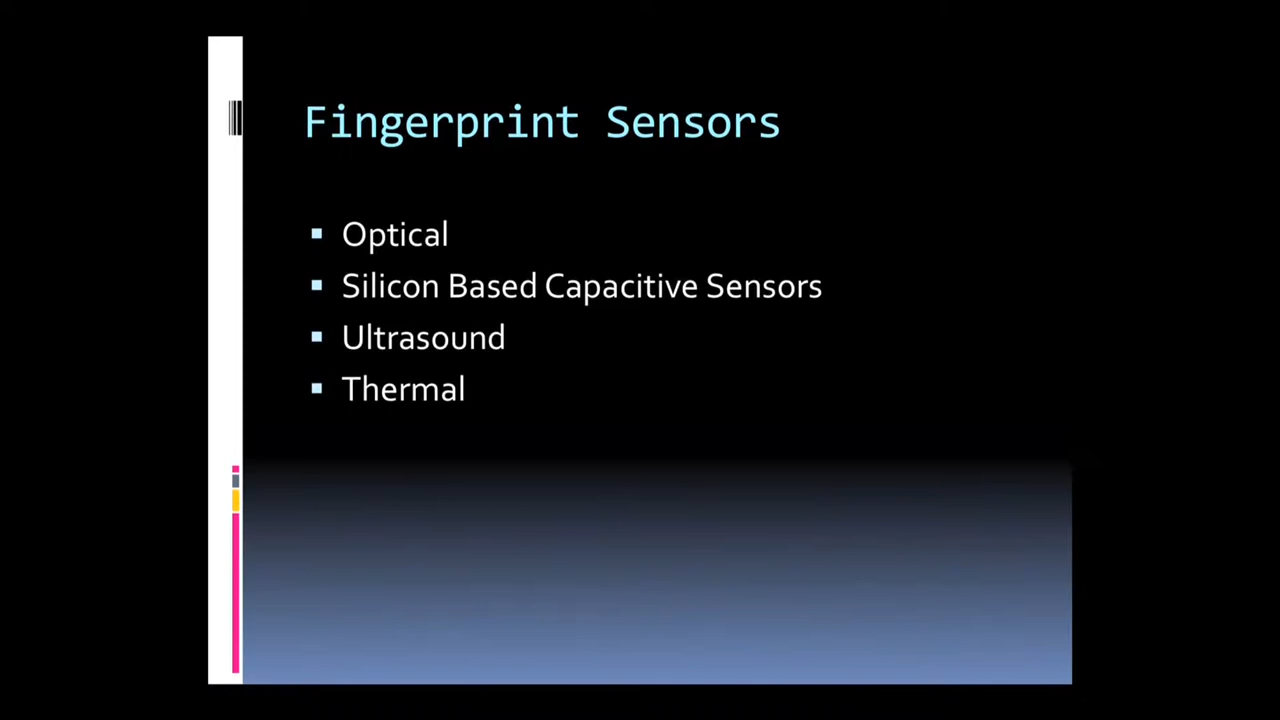 Fingerprint Sensors
Optical
Silicon Based Capacitive Sensors
Ultrasound
Thermal